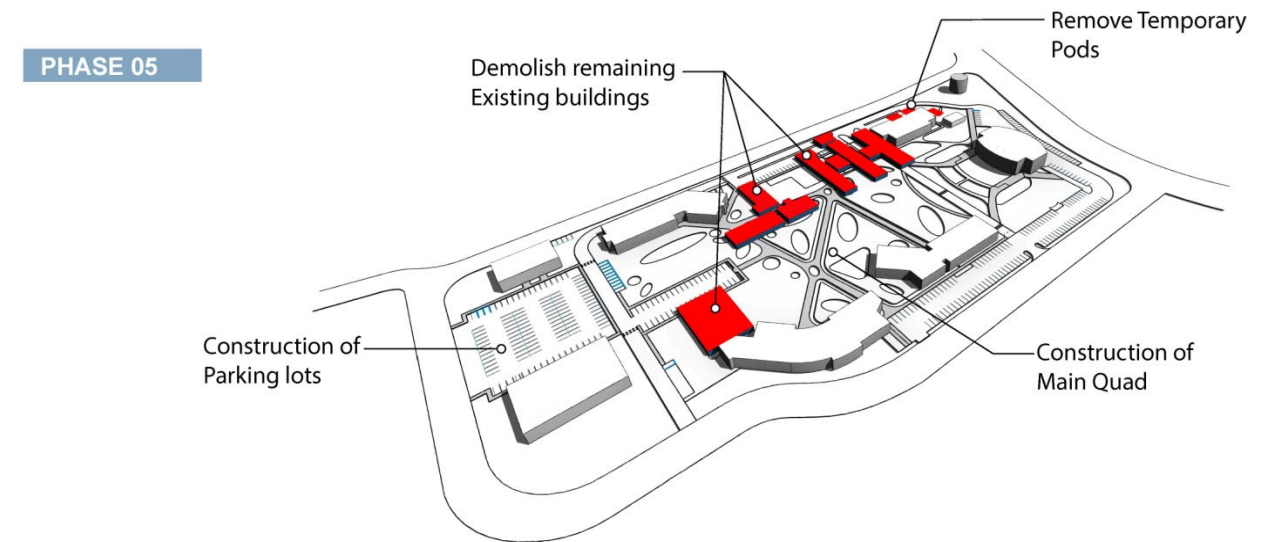 PHASE 05
Remove Temporary
Pods
Demolish remaining
Existing buildings
Construction of
Parking lots
Construction of
Main Quad